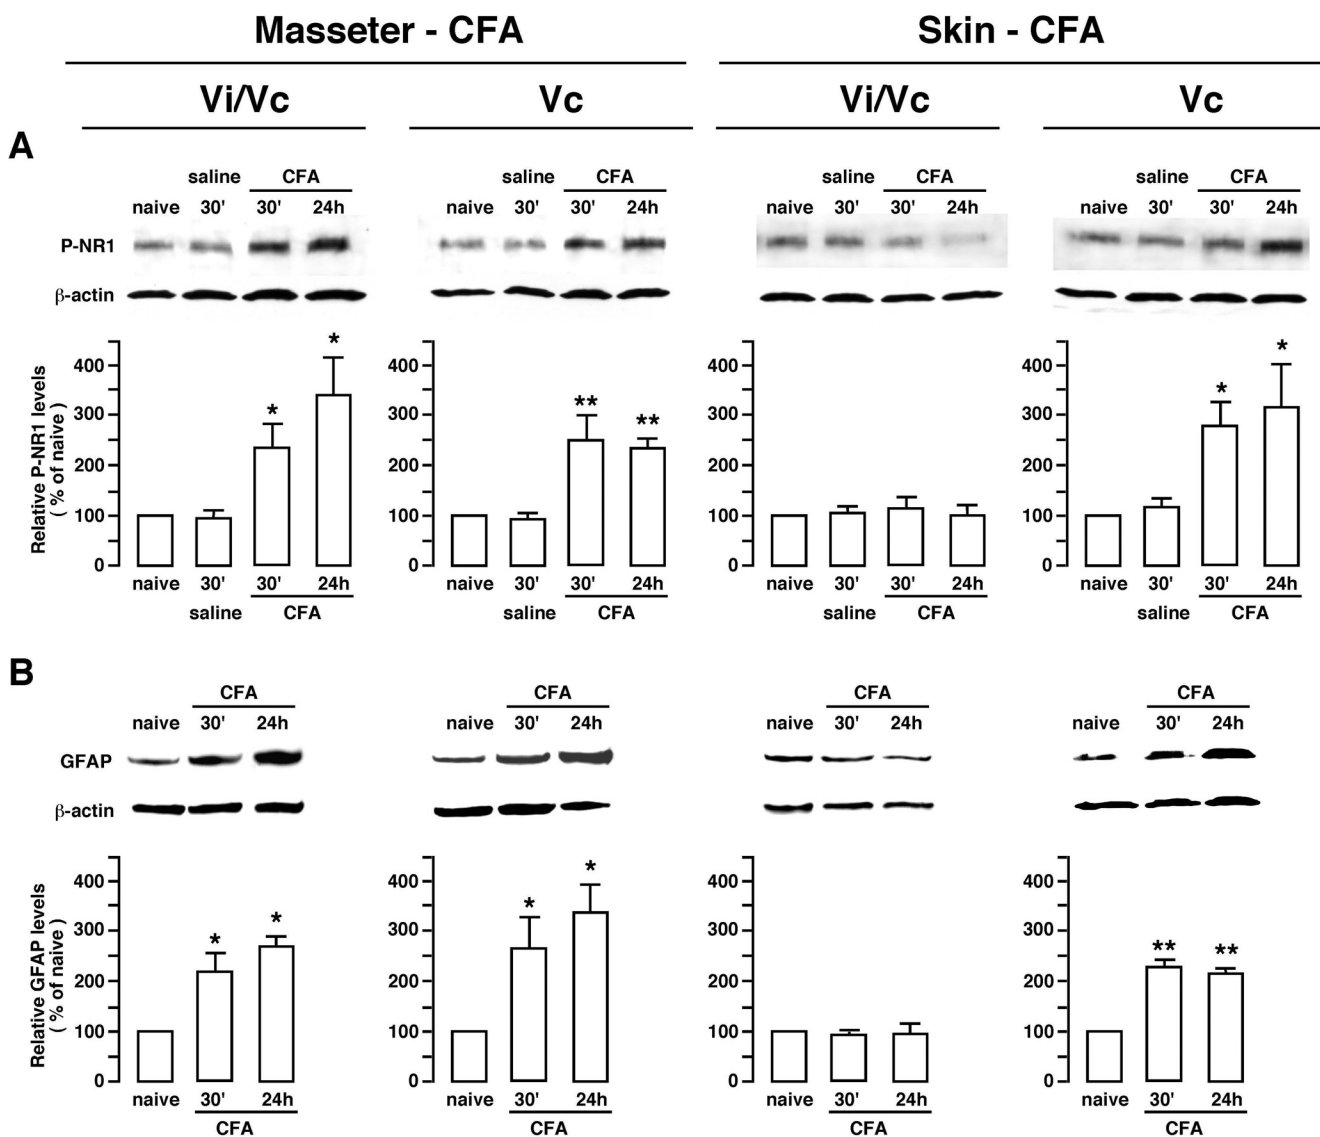 Masseter - CFA Skin - CFA
Vi/Vc Vc Vi/Vc Vc
A
saline CFA saline CFA saline CFA saline CFA
naive 30' 30' 24h naive 30' 30' 24h naive 30' 30' 24h naive 30' 30' 24h
P-NR1
β-actin
* ** ** *
* *
Relative P-NR1 levels
( % of naive )
400 400 400 400
300 300 300 300
200 200 200 200
100 100 100 100
0 0 0 0
naive 30' 30' 24h naive 30' 30' 24h naive 30' 30' 24h naive 30' 30' 24h
saline CFA saline CFA saline CFA saline CFA
B
CFA CFA CFA CFA
naive 30' 24h naive 30' 24h naive 30' 24h naive 30' 24h
GFAP
β-actin
* * * * ** **
Relative GFAP levels
( % of naive )
400 400 400 400
300 300 300 300
200 200 200 200
100 100 100 100
0 0 0 0
naive 30' 24h naive 30' 24h naive 30' 24h naive 30' 24h
CFA CFA CFA CFA